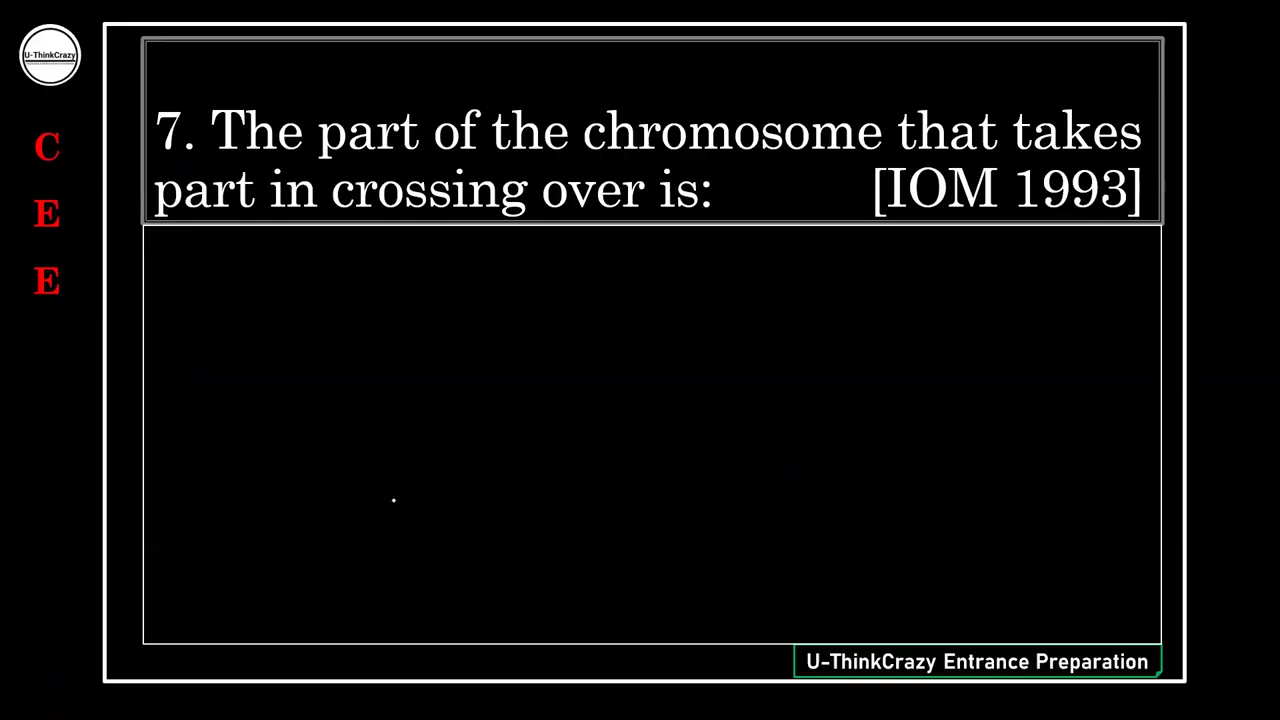 U-ThinkCrazy
C
E
E
7. The part of the chromosome that takes
part in crossing over is: [IOM 1993]
U-ThinkCrazy Entrance Preparation